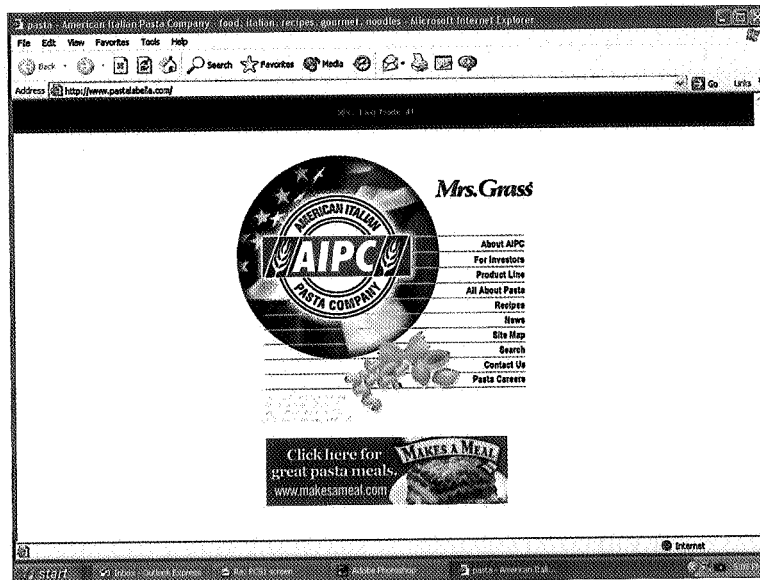 pasta - American Italian Pasta Company - food, italian, recipes, gourmet, noodles - Microsoft Internet Explorer
File Edit View Favorites Tools Help
Back Search Favorites Media
Address http://www.pastalabella.com/ Go Links
Mrs. Grass
AMERICAN ITALIAN
AIPC
PASTA COMPANY
About AIPC
For Investors
Product Line
All About Pasta
Recipes
News
Site Map
Search
Contact Us
Pasta Careers
Click here for
great pasta meals.
www.makesameal.com
MAKES A MEAL
Internet
start Inbox - Outlook Express Adobe Photoshop pasta - American Ital...